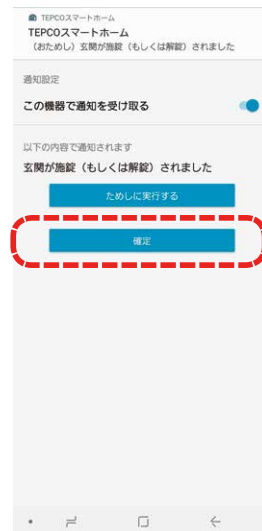 TEPCOスマートホーム
TEPCOスマートホーム
（おためし）玄関が施錠（もしくは解錠）されました
通知設定
この機器で通知を受け取る
以下の内容で通知されます
玄関が施錠（もしくは解錠）されました
ためしに実行する
確定